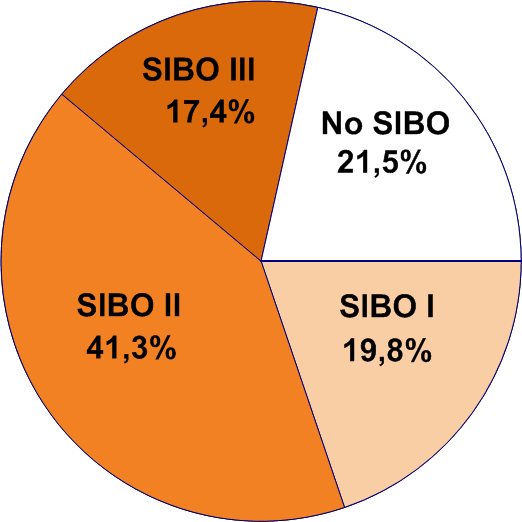 SIBO III
17,4%
No SIBO
21,5%
SIBO II
41,3%
SIBO I
19,8%